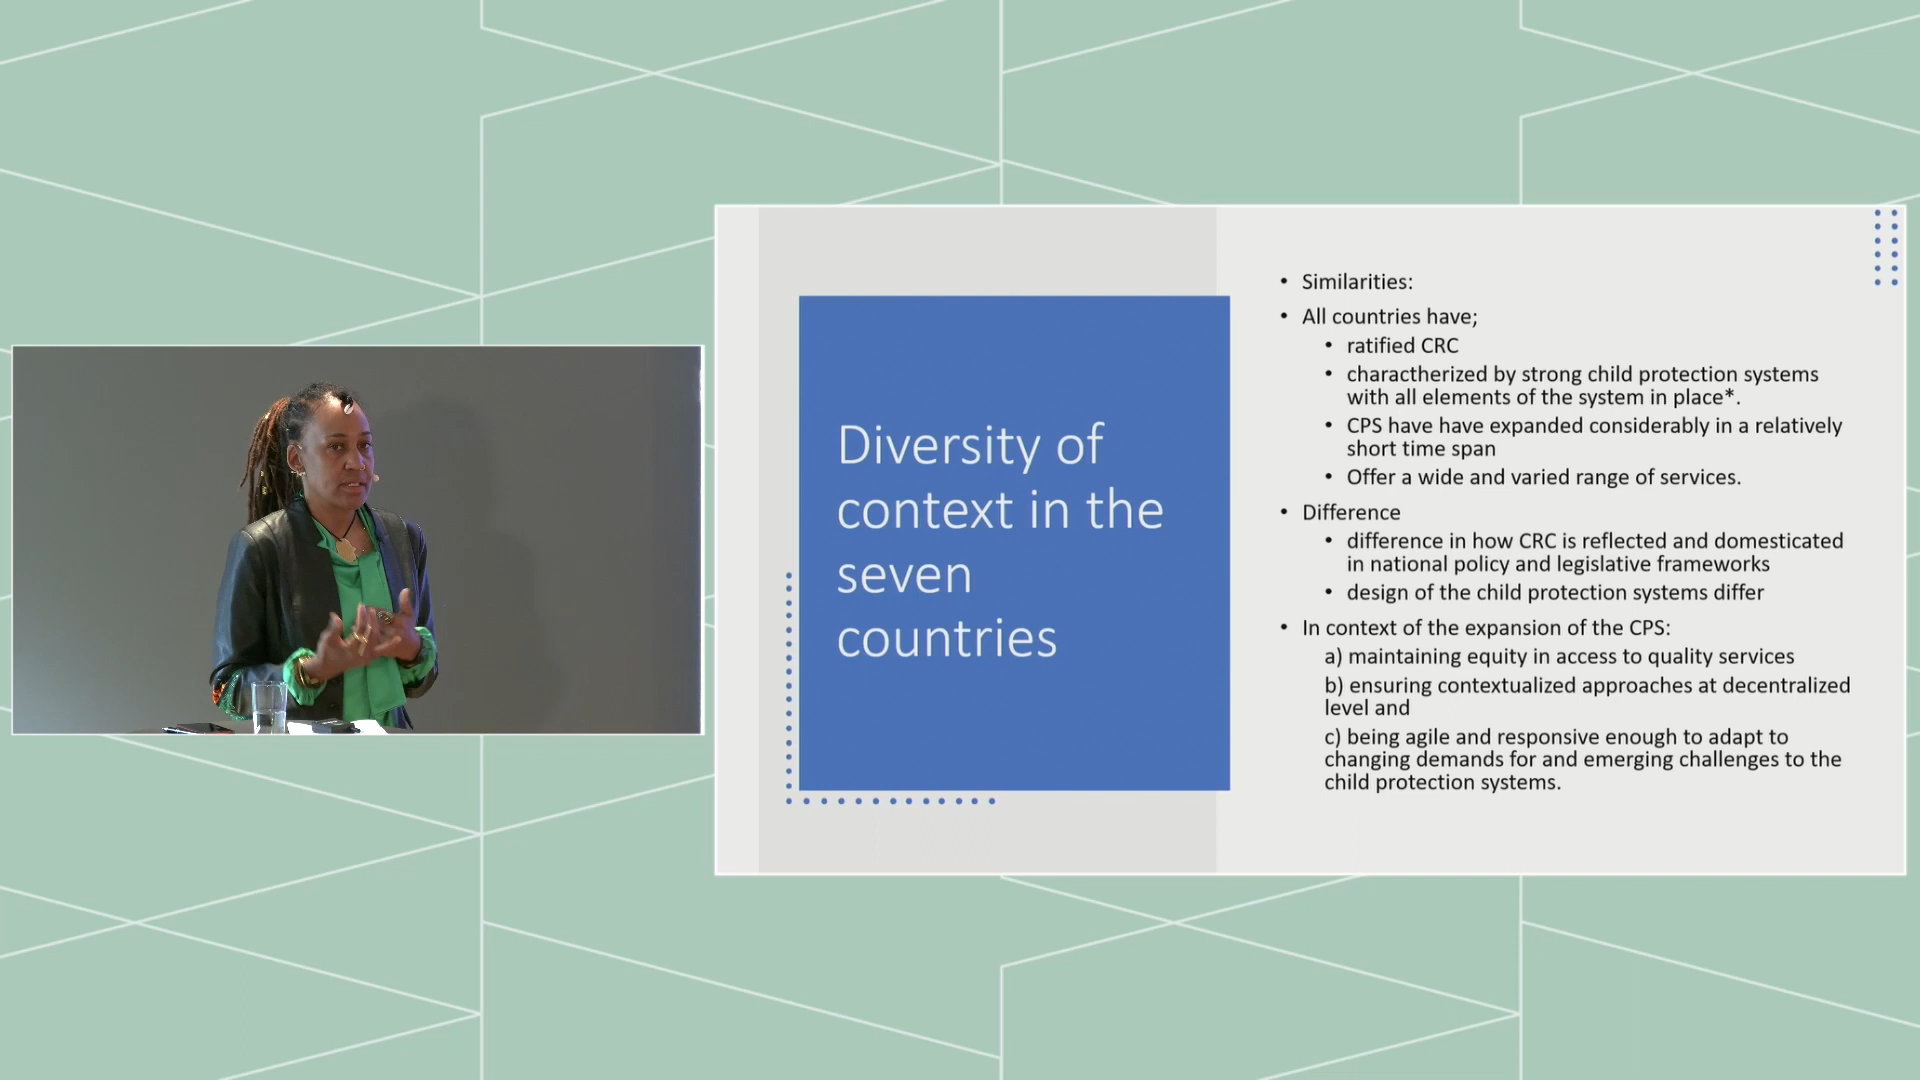 Diversity of
context in the
seven
countries
• Similarities:
• All countries have;
• ratified CRC
• charactherized by strong child protection systems
with all elements of the system in place*.
• CPS have have expanded considerably in a relatively
short time span
• Offer a wide and varied range of services.
• Difference
• difference in how CRC is reflected and domesticated
in national policy and legislative frameworks
• design of the child protection systems differ
• In context of the expansion of the CPS:
a) maintaining equity in access to quality services
b) ensuring contextualized approaches at decentralized
level and
c) being agile and responsive enough to adapt to
changing demands for and emerging challenges to the
child protection systems.